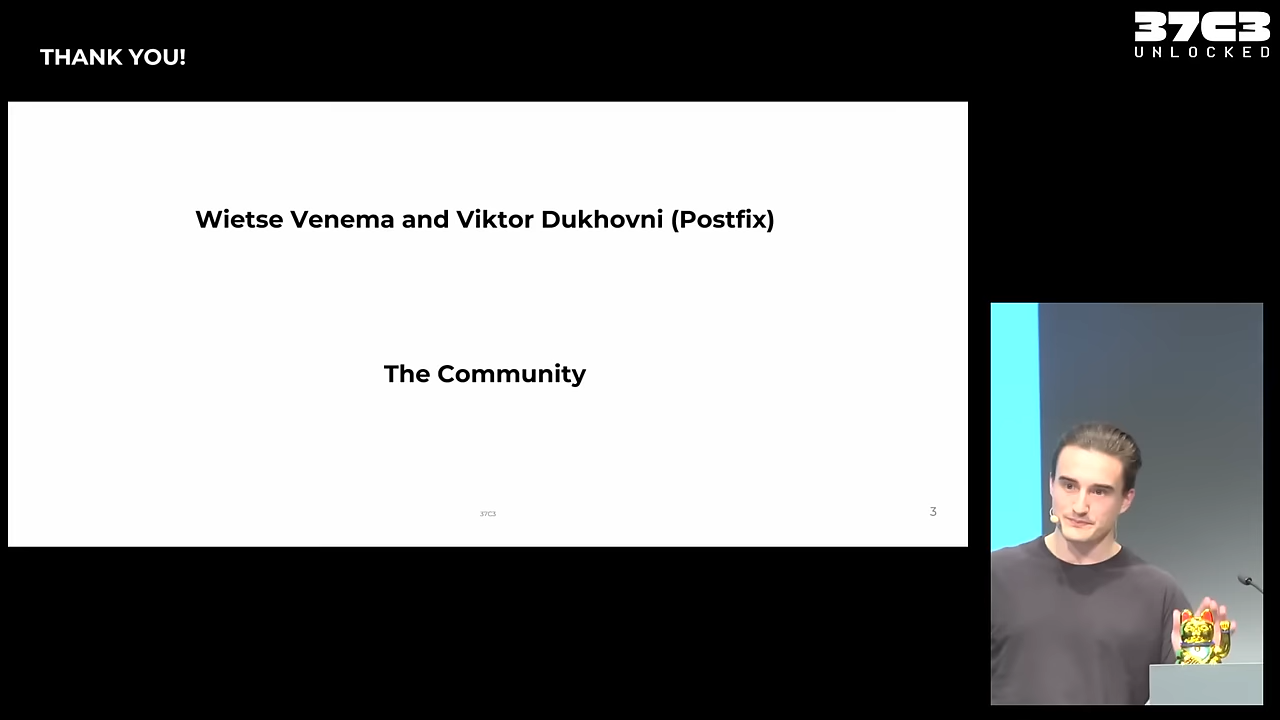 THANK YOU!
37C3
UNLOCKED
Wietse Venema and Viktor Dukhovni (Postfix)
The Community
37C3
3